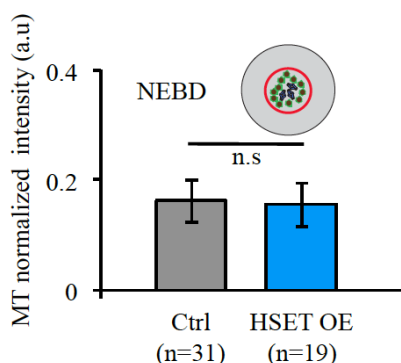 MT normalized intensity (a.u)
0.4
0.2
0
NEBD
n.s
Ctrl
(n=31)
HSET OE
(n=19)